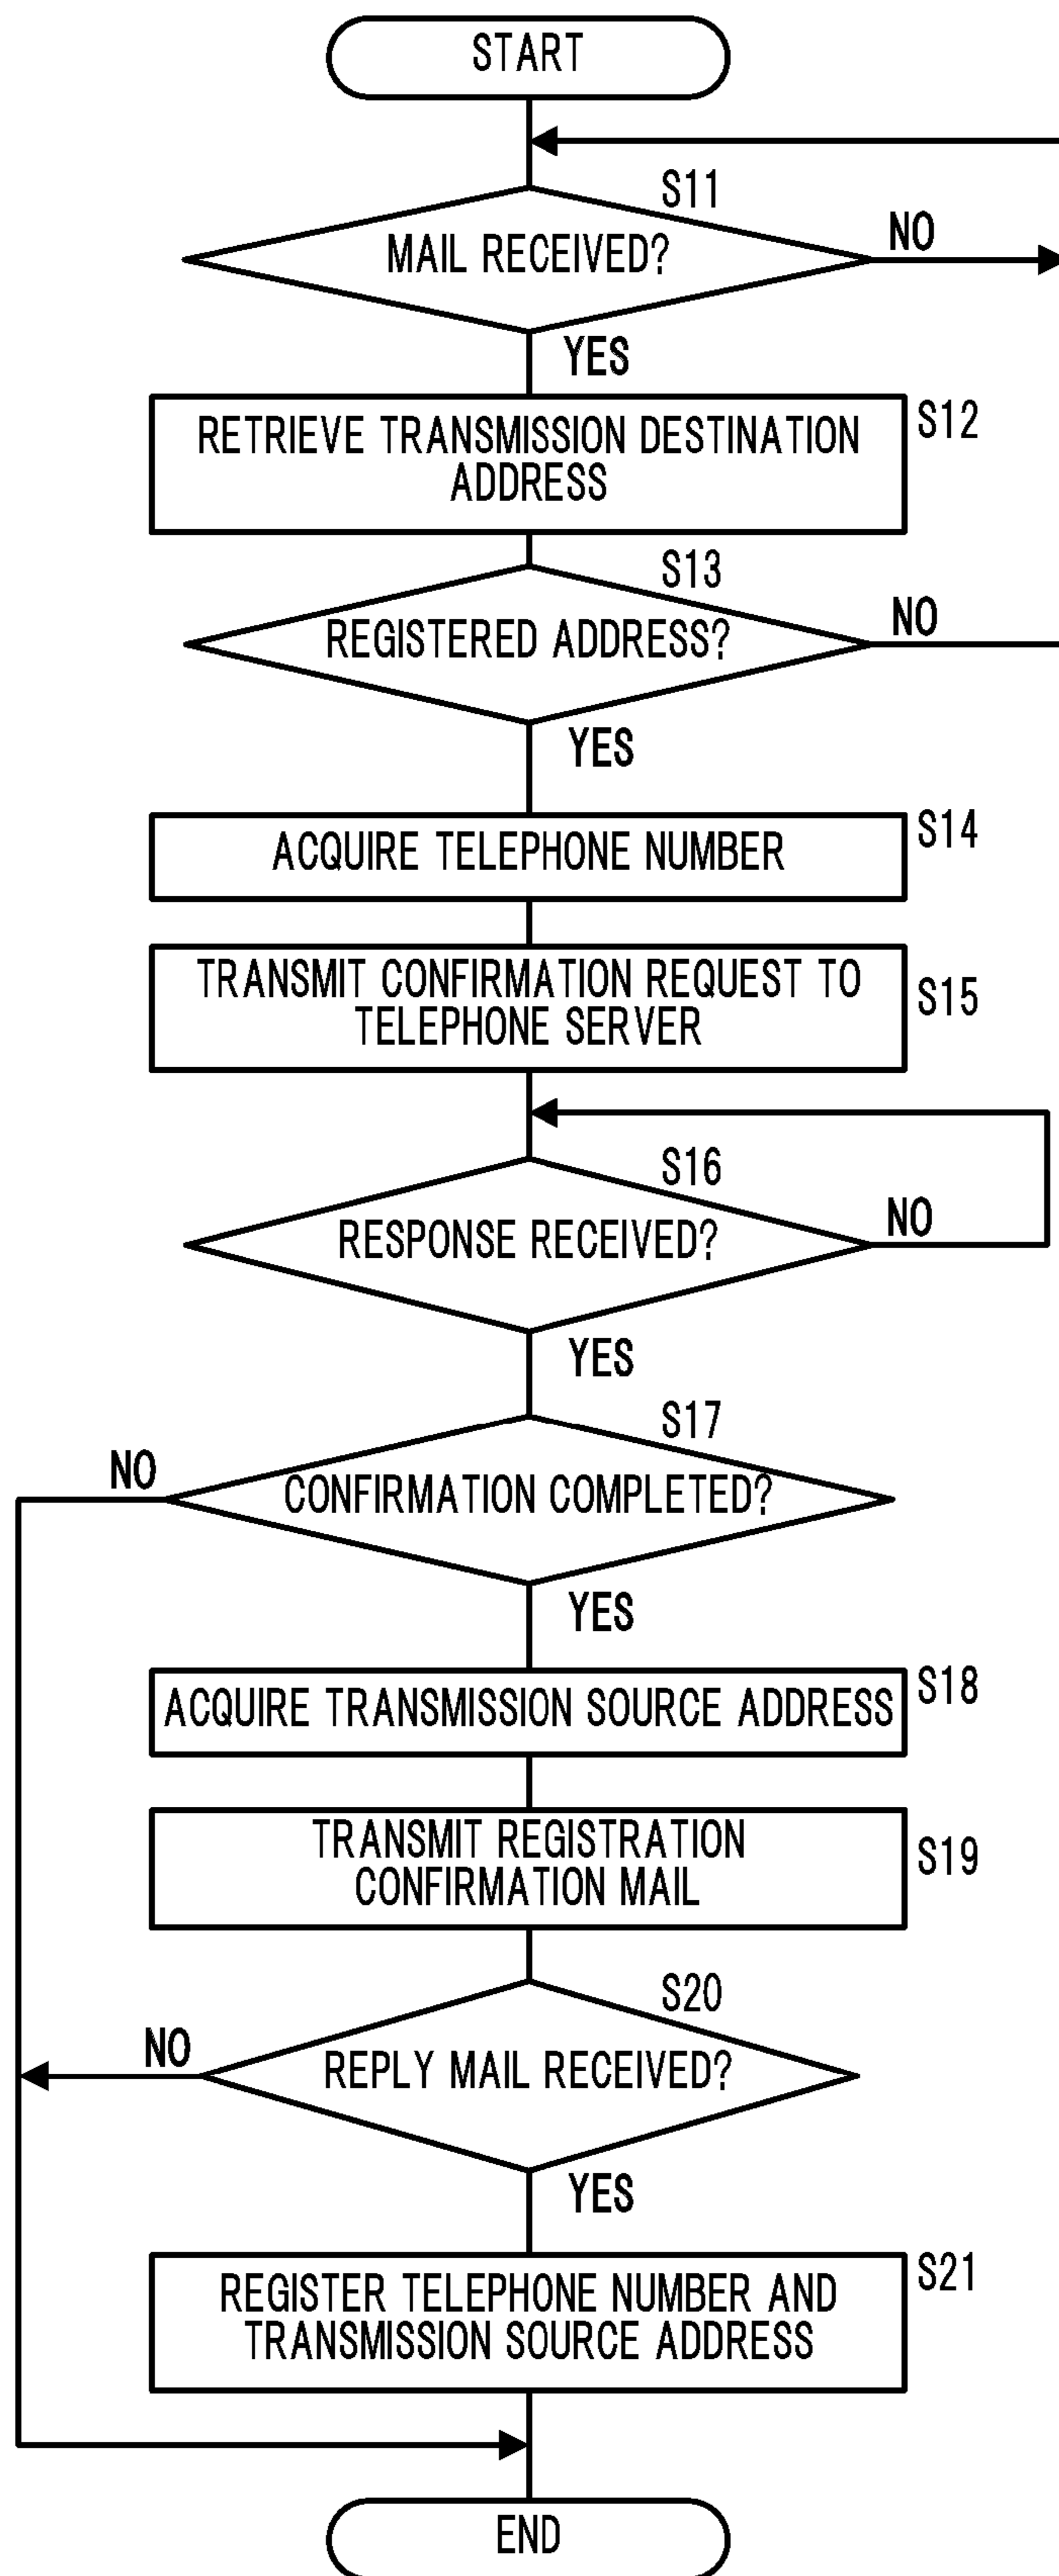 START
S11
MAIL RECEIVED?
NO
YES
RETRIEVE TRANSMISSION DESTINATION
ADDRESS
S12
S13
REGISTERED ADDRESS?
NO
YES
ACQUIRE TELEPHONE NUMBER
S14
TRANSMIT CONFIRMATION REQUEST TO
TELEPHONE SERVER
S15
S16
RESPONSE RECEIVED?
NO
YES
S17
NO
CONFIRMATION COMPLETED?
YES
ACQUIRE TRANSMISSION SOURCE ADDRESS
S18
TRANSMIT REGISTRATION
CONFIRMATION MAIL
S19
S20
NO
REPLY MAIL RECEIVED?
YES
REGISTER TELEPHONE NUMBER AND
TRANSMISSION SOURCE ADDRESS
S21
END